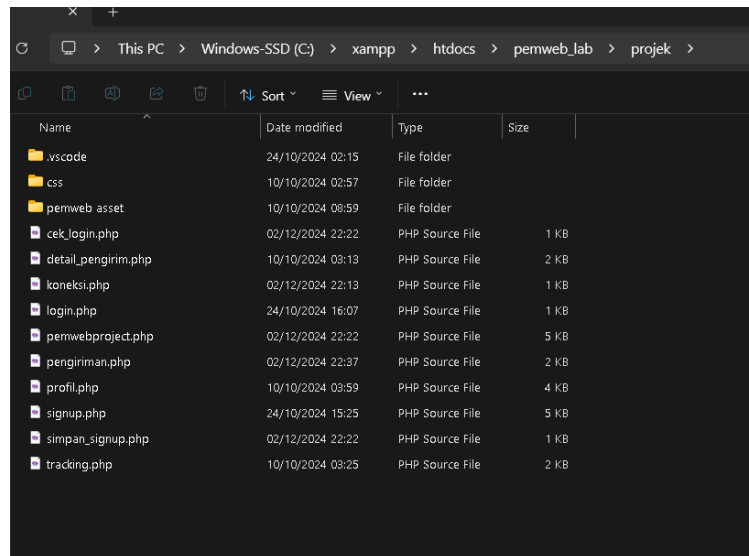 This PC > Windows-SSD (C:) > xampp > htdocs > pemweb_lab > projek >
Sort View ...
Name Date modified Type Size
.vscode 24/10/2024 02:15 File folder
css 10/10/2024 02:57 File folder
pemweb asset 10/10/2024 08:59 File folder
cek_login.php 02/12/2024 22:22 PHP Source File 1 KB
detail_pengirim.php 10/10/2024 03:13 PHP Source File 2 KB
koneksi.php 02/12/2024 22:13 PHP Source File 1 KB
login.php 24/10/2024 16:07 PHP Source File 1 KB
pemwebproject.php 02/12/2024 22:22 PHP Source File 5 KB
pengiriman.php 02/12/2024 22:37 PHP Source File 2 KB
profil.php 10/10/2024 03:59 PHP Source File 4 KB
signup.php 24/10/2024 15:25 PHP Source File 5 KB
simpan_signup.php 02/12/2024 22:22 PHP Source File 1 KB
tracking.php 10/10/2024 03:25 PHP Source File 2 KB